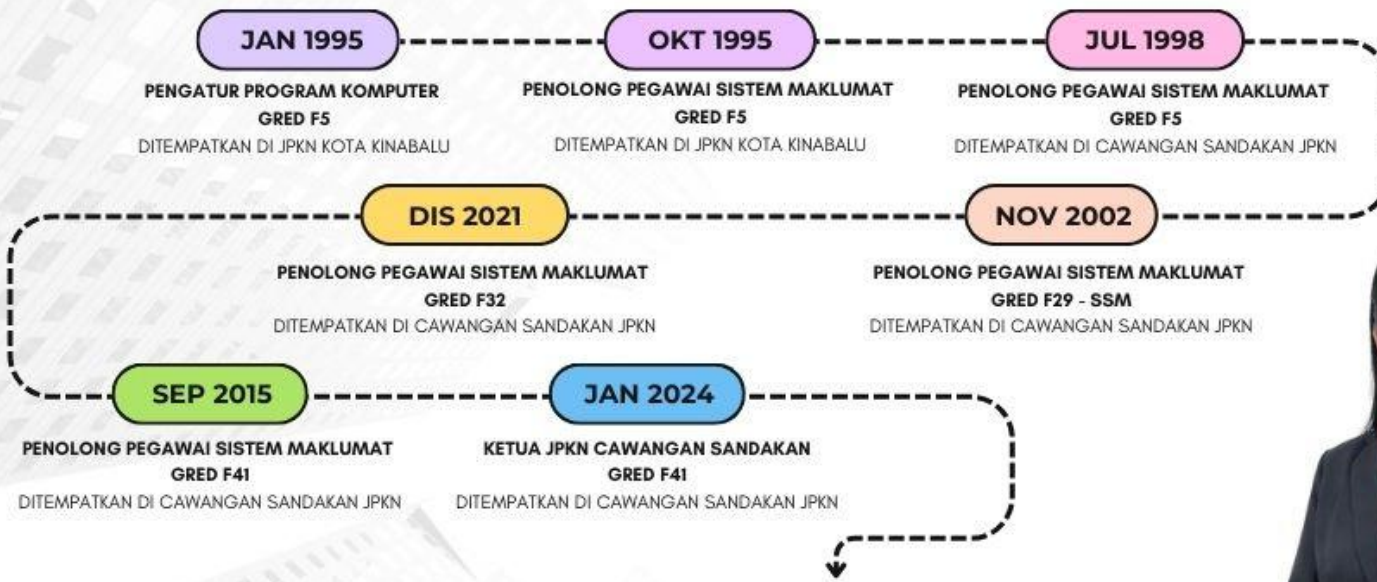 JAN 1995
PENGATUR PROGRAM KOMPUTER
GRED F5
DITEMPATKAN DI JPKN KOTA KINABALU
OKT 1995
PENOLONG PEGAWAI SISTEM MAKLUMAT
GRED F5
DITEMPATKAN DI JPKN KOTA KINABALU
JUL 1998
PENOLONG PEGAWAI SISTEM MAKLUMAT
GRED F5
DITEMPATKAN DI CAWANGAN SANDAKAN JPKN
NOV 2002
PENOLONG PEGAWAI SISTEM MAKLUMAT
GRED F29 - SSM
DITEMPATKAN DI CAWANGAN SANDAKAN JPKN
DIS 2021
PENOLONG PEGAWAI SISTEM MAKLUMAT
GRED F32
DITEMPATKAN DI CAWANGAN SANDAKAN JPKN
SEP 2015
PENOLONG PEGAWAI SISTEM MAKLUMAT
GRED F41
DITEMPATKAN DI CAWANGAN SANDAKAN JPKN
JAN 2024
KETUA JPKN CAWANGAN SANDAKAN
GRED F41
DITEMPATKAN DI CAWANGAN SANDAKAN JPKN